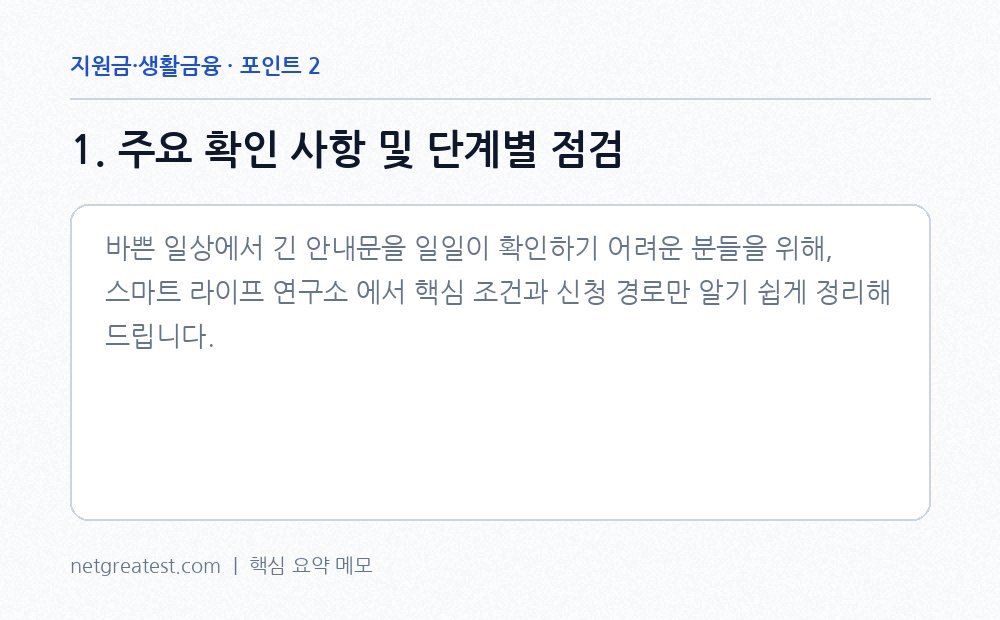 지원금·생활금융 · 포인트 2
1. 주요 확인 사항 및 단계별 점검
바쁜 일상에서 긴 안내문을 일일이 확인하기 어려운 분들을 위해,
스마트 라이프 연구소 에서 핵심 조건과 신청 경로만 알기 쉽게 정리해
드립니다.
netgreatest.com | 핵심 요약 메모